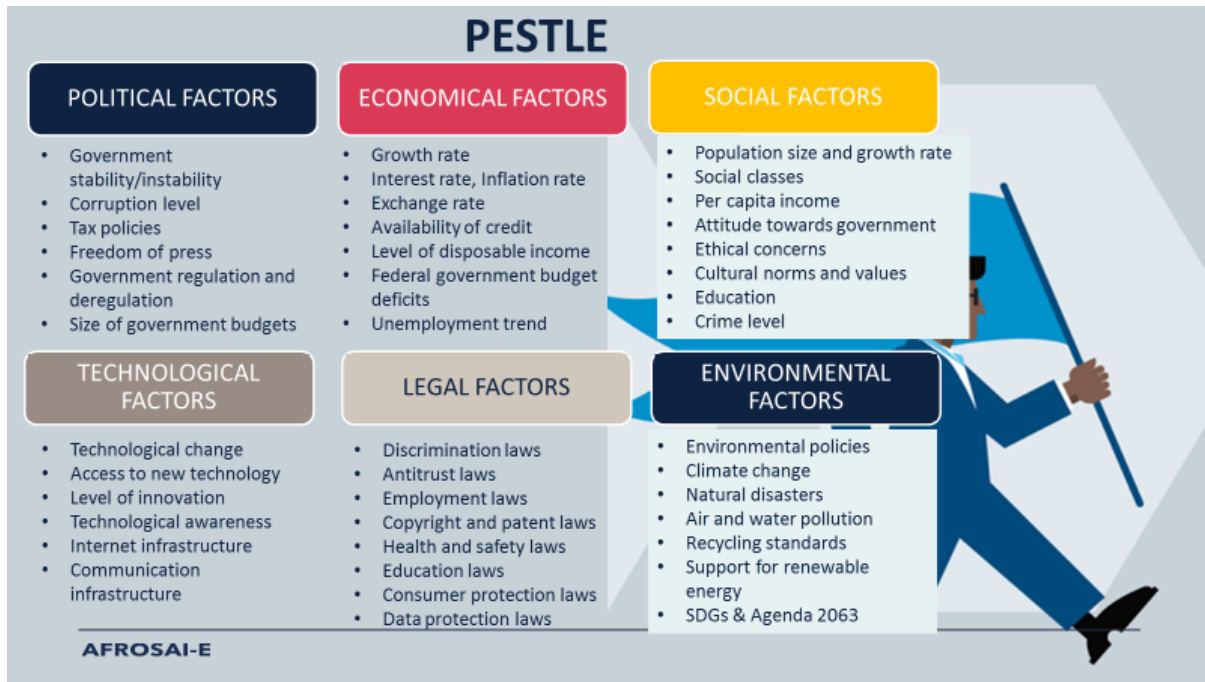 PESTLE
POLITICAL FACTORS
• Government
stability/instability
• Corruption level
• Tax policies
• Freedom of press
• Government regulation and
deregulation
• Size of government budgets
ECONOMICAL FACTORS
• Growth rate
• Interest rate, Inflation rate
• Exchange rate
• Availability of credit
• Level of disposable income
• Federal government budget
deficits
• Unemployment trend
SOCIAL FACTORS
• Population size and growth rate
• Social classes
• Per capita income
• Attitude towards government
• Ethical concerns
• Cultural norms and values
• Education
• Crime level
TECHNOLOGICAL
FACTORS
• Technological change
• Access to new technology
• Level of innovation
• Technological awareness
• Internet infrastructure
• Communication
infrastructure
LEGAL FACTORS
• Discrimination laws
• Antitrust laws
• Employment laws
• Copyright and patent laws
• Health and safety laws
• Education laws
• Consumer protection laws
• Data protection laws
ENVIRONMENTAL
FACTORS
• Environmental policies
• Climate change
• Natural disasters
• Air and water pollution
• Recycling standards
• Support for renewable
energy
• SDGs & Agenda 2063
AFROSAI-E